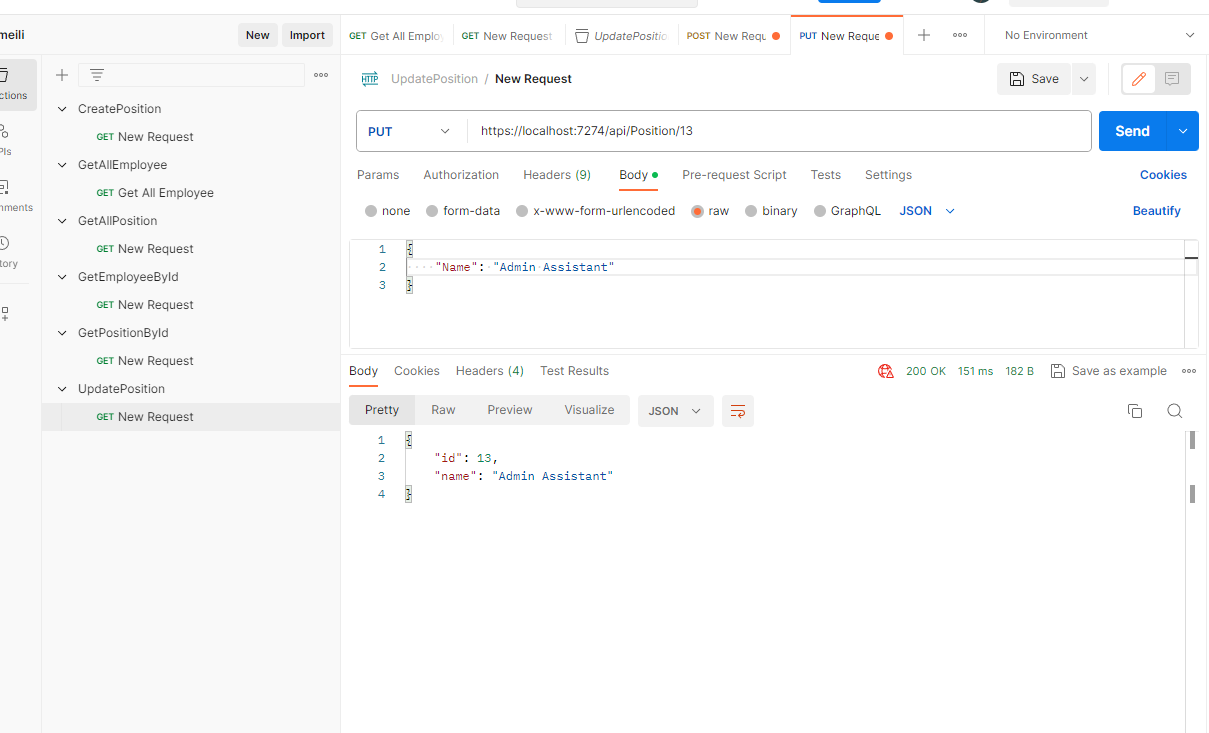 meili
New Import
GET Get All Emplo
GET New Request
UpdatePositio
POST New Requ
PUT New Reque
No Environment
ctions
PIs
nments
tory
CreatePosition
GET New Request
GetAllEmployee
GET Get All Employee
GetAllPosition
GET New Request
GetEmployeeById
GET New Request
GetPositionById
GET New Request
UpdatePosition
GET New Request
HTTP UpdatePosition / New Request
Save
PUT https://localhost:7274/api/Position/13
Send
Params Authorization Headers (9) Body Pre-request Script Tests Settings Cookies
none form-data x-www-form-urlencoded raw binary GraphQL JSON Beautify
1 {
2 "Name": "Admin Assistant"
3 }
Body Cookies Headers (4) Test Results 200 OK 151 ms 182 B Save as example
Pretty Raw Preview Visualize JSON
1 {
2 "id": 13,
3 "name": "Admin Assistant"
4 }